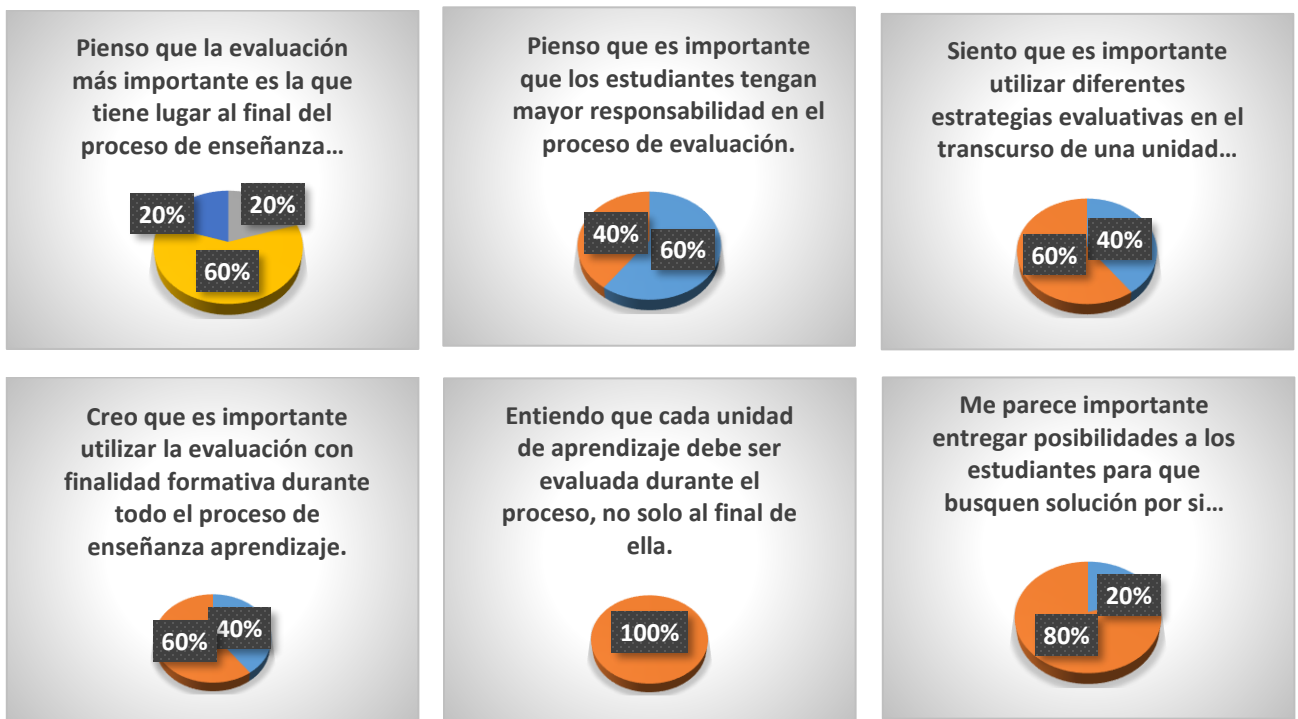 Pienso que la evaluación
más importante es la que
tiene lugar al final del
proceso de enseñanza…
20%
20%
60%
Pienso que es importante
que los estudiantes tengan
mayor responsabilidad en el
proceso de evaluación.
40%
60%
Siento que es importante
utilizar diferentes
estrategias evaluativas en el
transcurso de una unidad…
60%
40%
Creo que es importante
utilizar la evaluación con
finalidad formativa durante
todo el proceso de
enseñanza aprendizaje.
60%
40%
Entiendo que cada unidad
de aprendizaje debe ser
evaluada durante el
proceso, no solo al final de
ella.
100%
Me parece importante
entregar posibilidades a los
estudiantes para que
busquen solución por si…
20%
80%